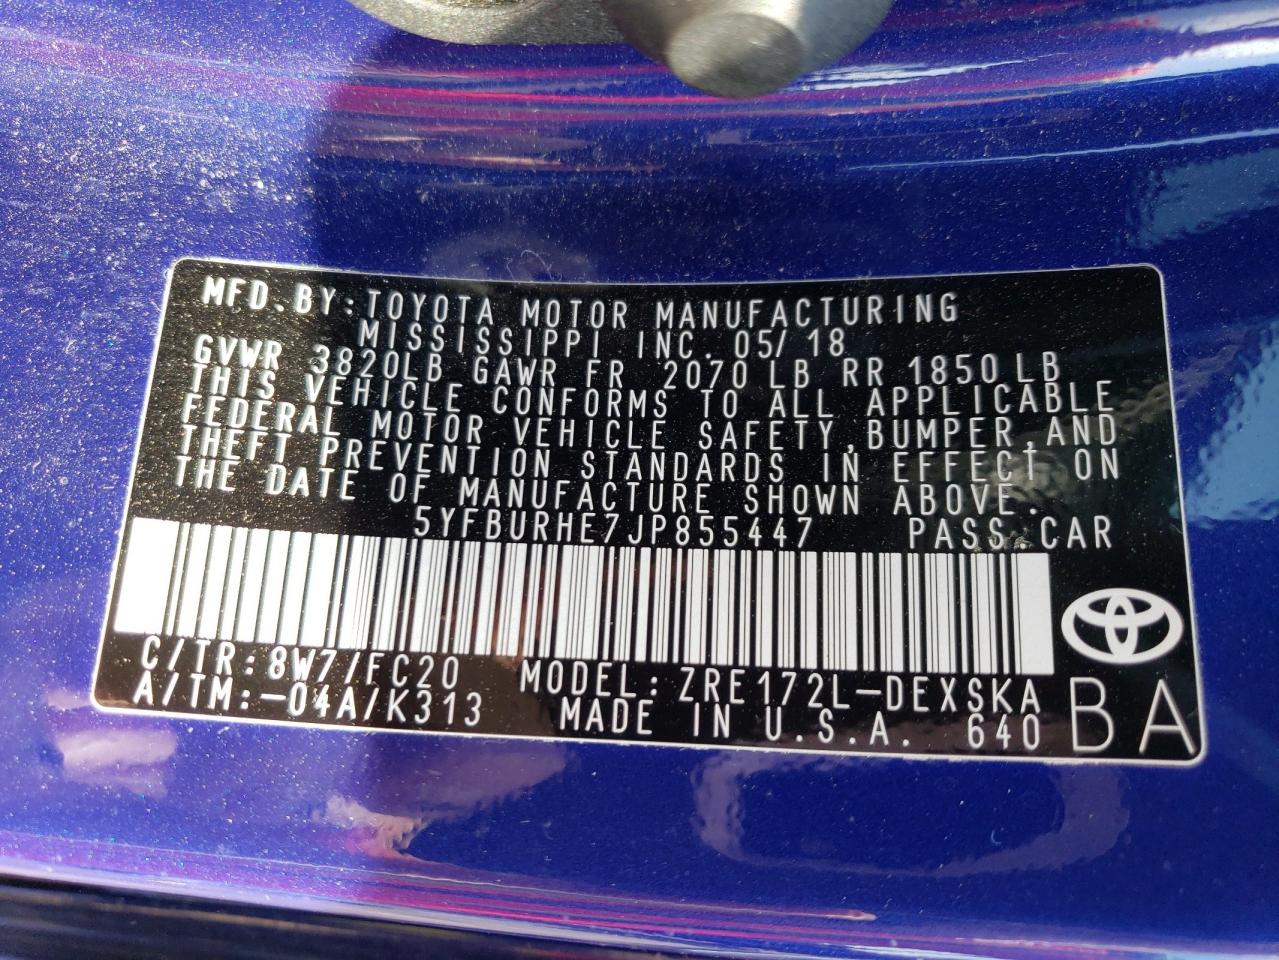 MFD.BY:TOYOTA MOTOR MANUFACTURING
MISSISSIPPI INC. 05/18
GVWR 3820LB GAWR FR 2070 LB RR 1850 LB
THIS VEHICLE CONFORMS TO ALL APPLICABLE
FEDERAL MOTOR VEHICLE SAFETY,BUMPER,AND
THEFT PREVENTION STANDARDS IN EFFECT ON
THE DATE OF MANUFACTURE SHOWN ABOVE.
5YFBURHE7JP855447 PASS.CAR
C/TR:8W7/FC20 MODEL:ZRE172L-DEXSKA
A/TM:-04A/K313 MADE IN U.S.A. 640
BA